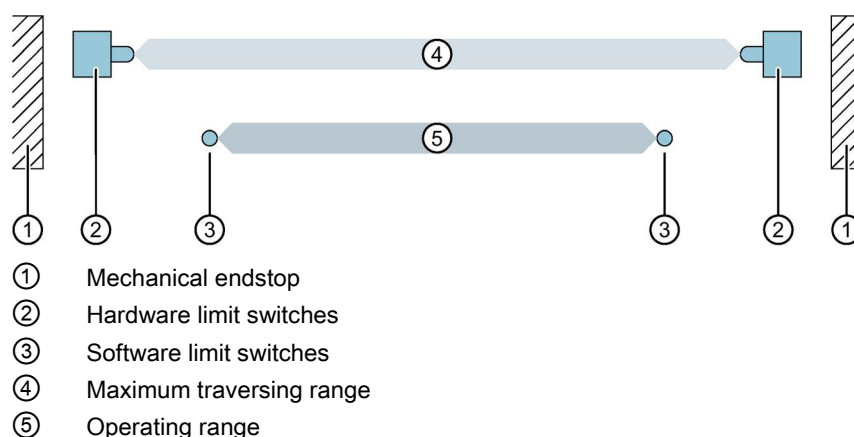 ④
⑤
① ② ③ ③ ② ①
① Mechanical endstop
② Hardware limit switches
③ Software limit switches
④ Maximum traversing range
⑤ Operating range